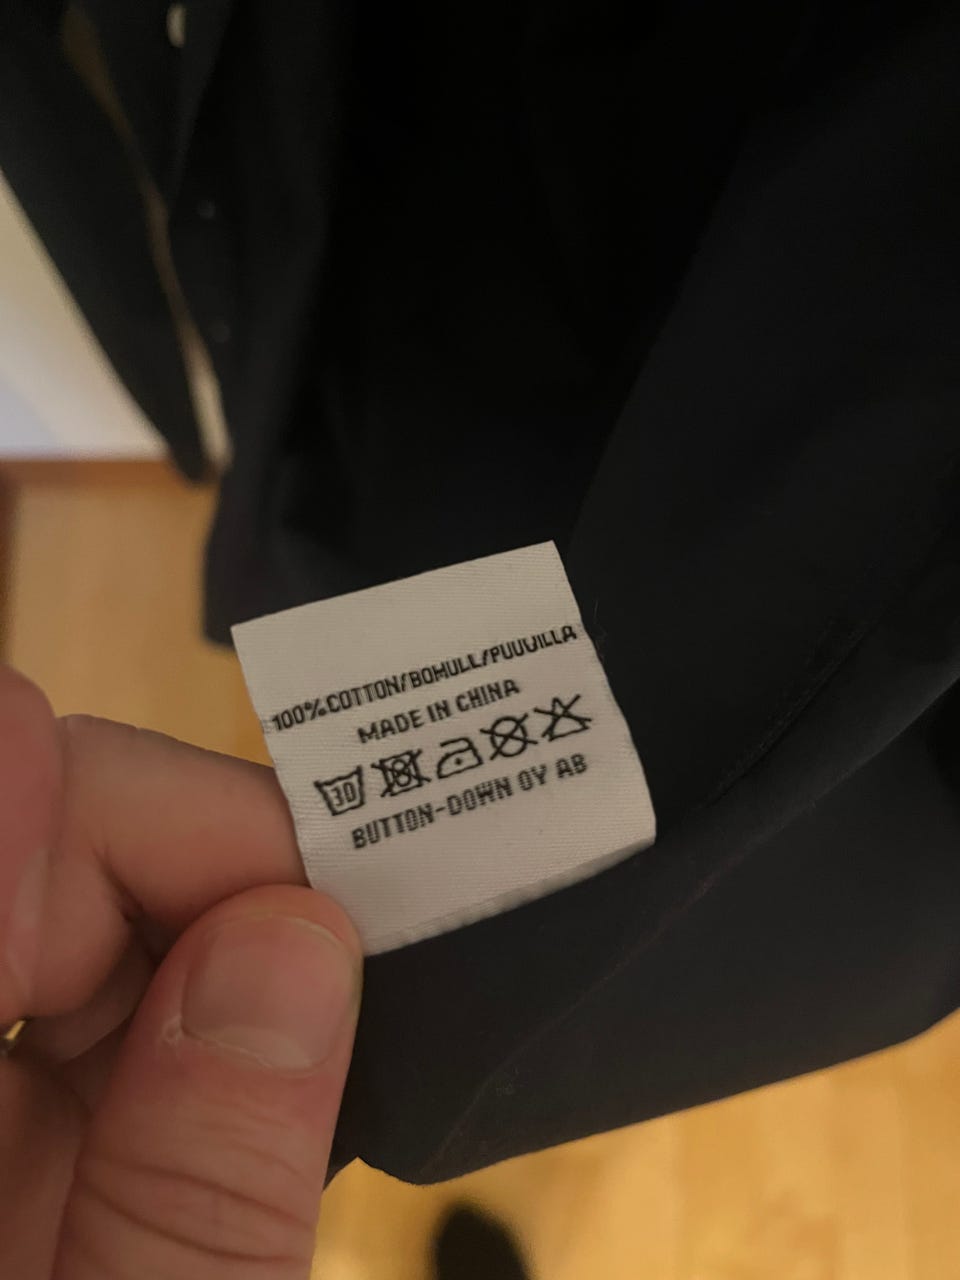 100% COTTON/BOMULL/PUUVILLA
MADE IN CHINA
30
BUTTON-DOWN OY AB